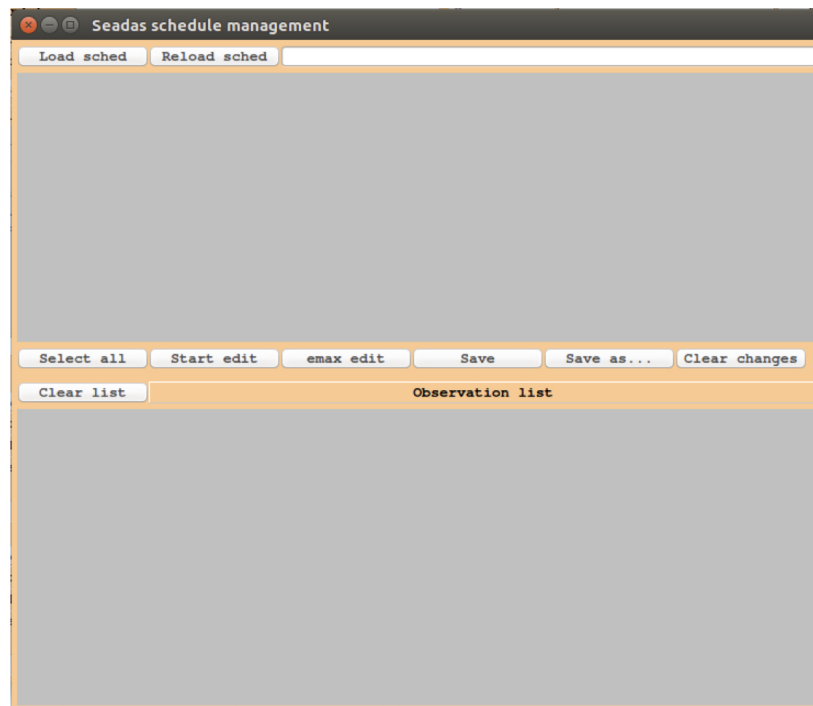 Seadas schedule management
Load sched Reload sched
Select all Start edit emax edit Save Save as... Clear changes
Clear list Observation list